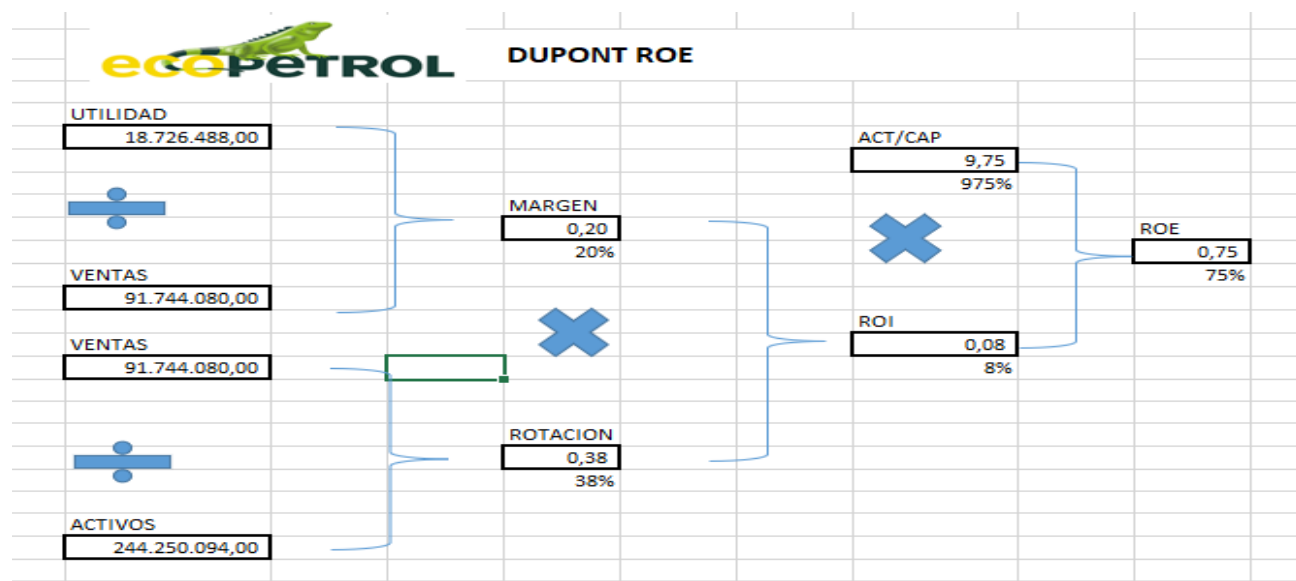 ecopetrol
DUPONT ROE
UTILIDAD
18.726.488,00
ACT/CAP
9,75
975%
MARGEN
0,20
20%
ROE
0,75
75%
VENTAS
91.744.080,00
ROI
0,08
8%
VENTAS
91.744.080,00
ROTACION
0,38
38%
ACTIVOS
244.250.094,00